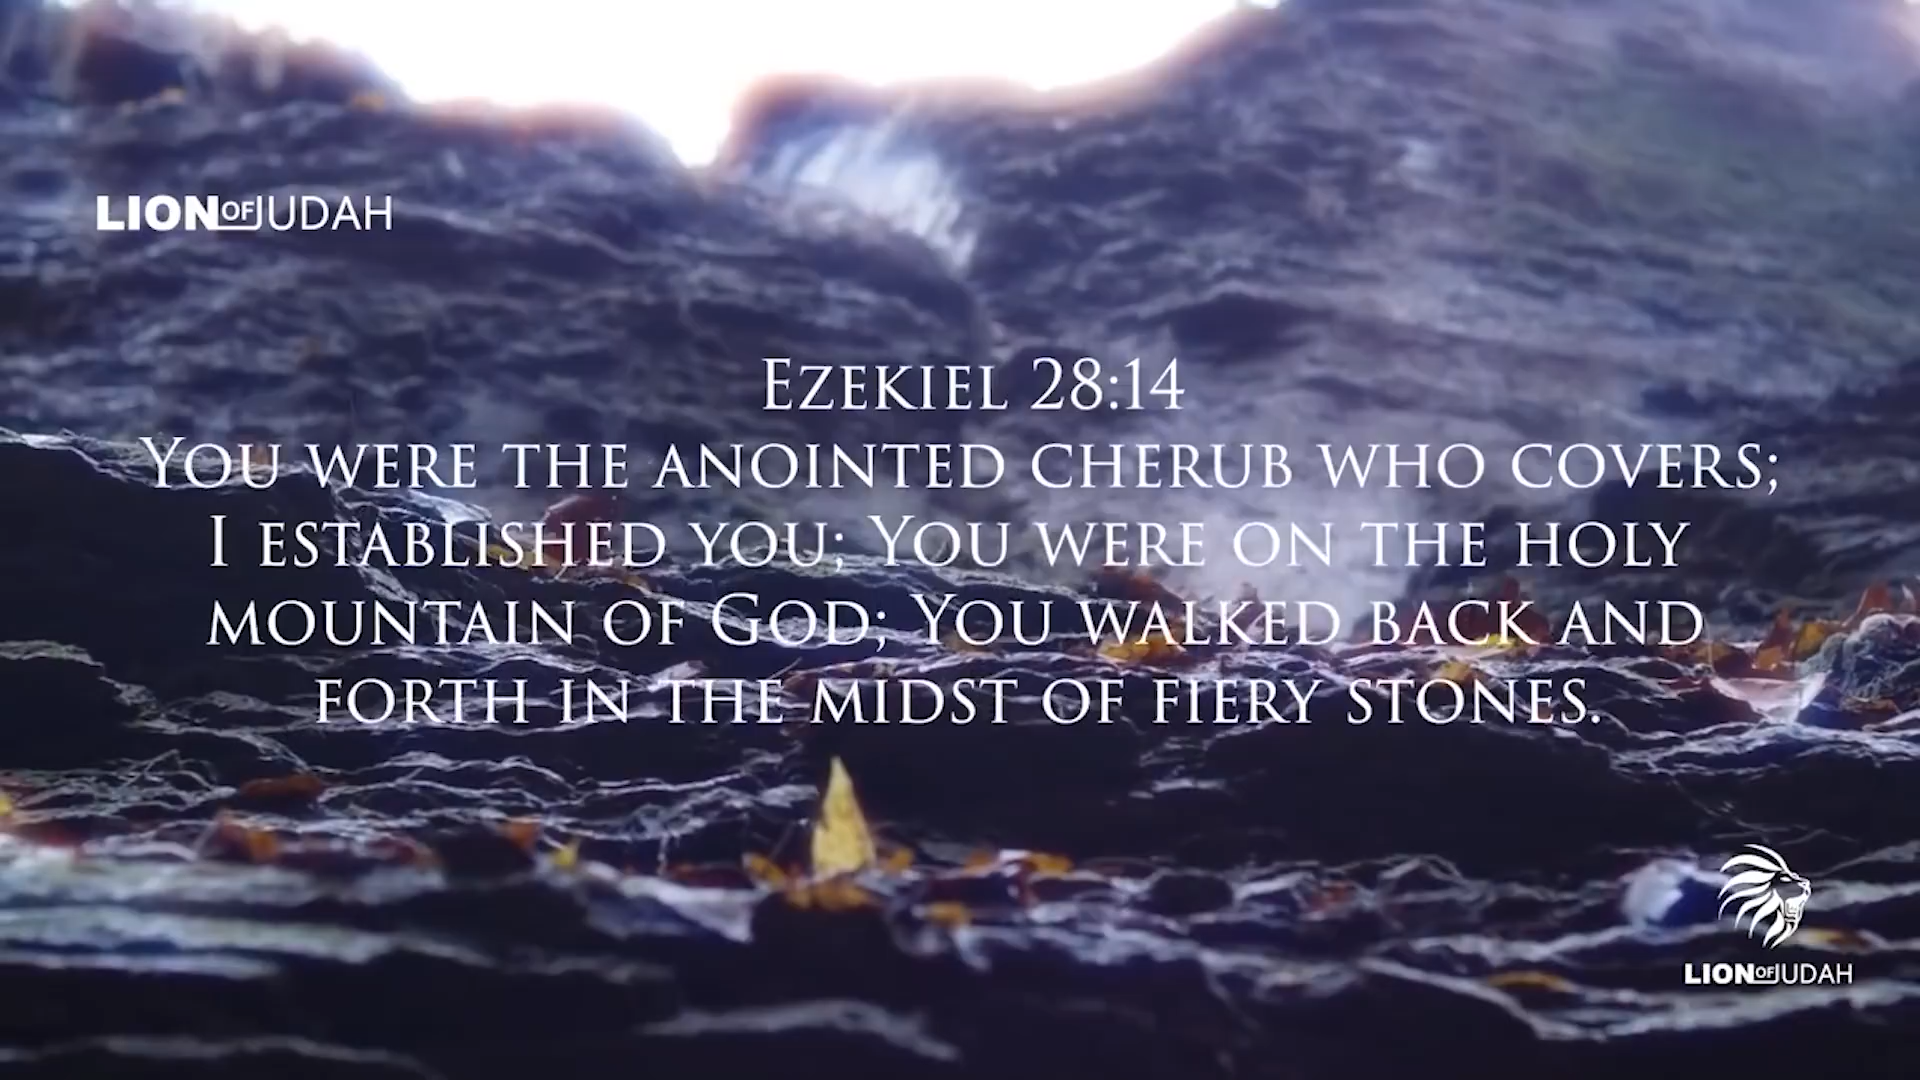 LION OF JUDAH
Ezekiel 28:14
You were the anointed cherub who covers;
I established you; You were on the holy
mountain of God; You walked back and
forth in the midst of fiery stones.
LION OF JUDAH